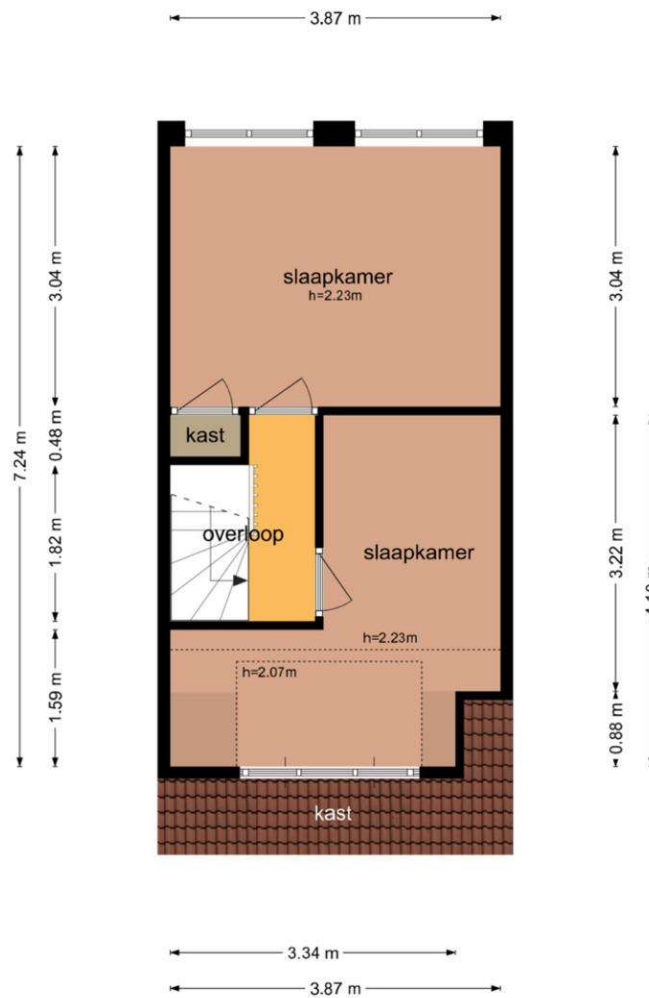 3.87 m
slaapkamer
h=2.23m
3.04 m
3.04 m
7.24 m
0.48 m
kast
1.82 m
overloop
slaapkamer
3.22 m
h=2.23m
h=2.07m
1.59 m
0.88 m
kast
3.34 m
3.87 m